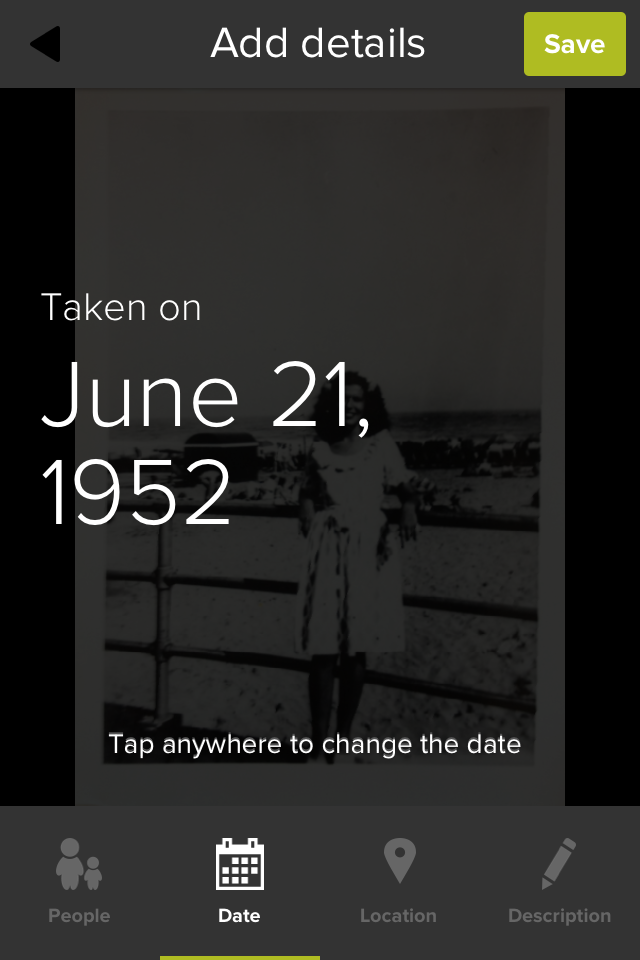 Add details
Save
Taken on
June 21,
1952
Tap anywhere to change the date
People
Date
Location
Description